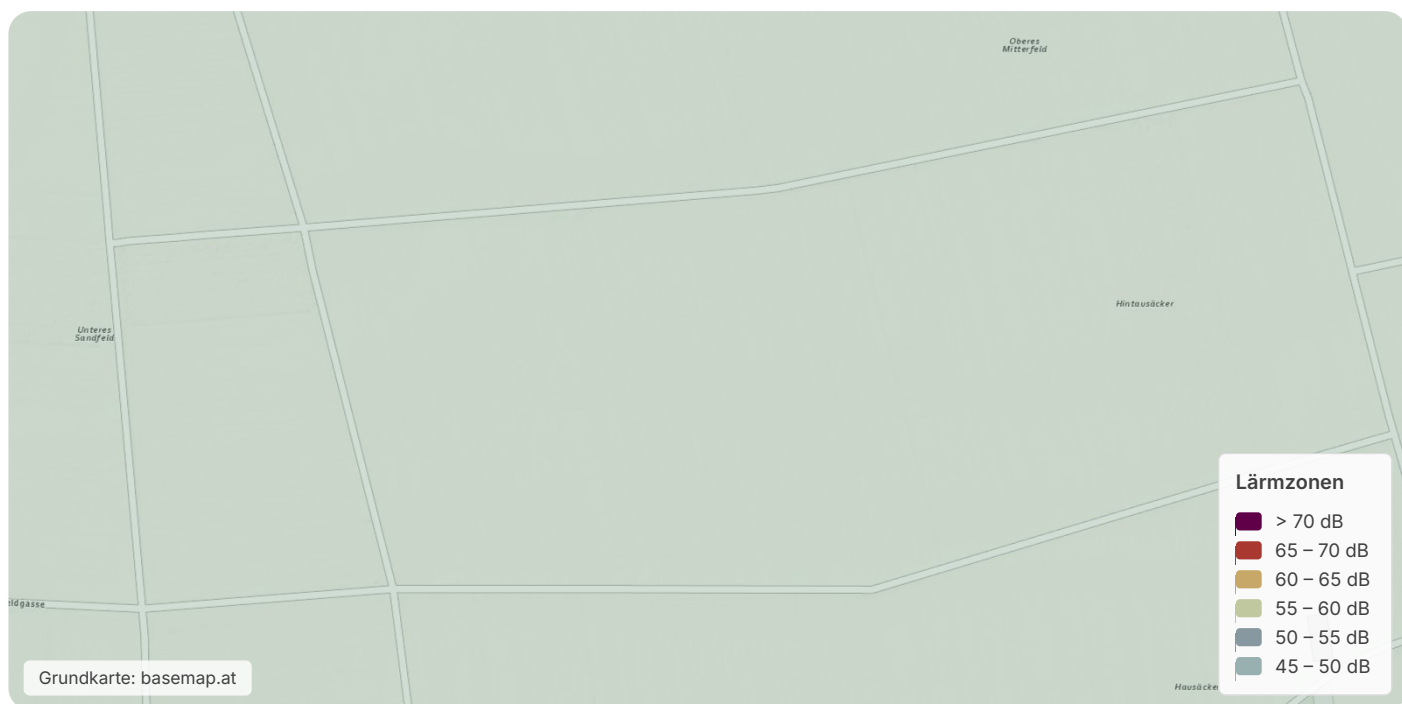 Oberes
Mitterfeld
Hintausäcker
Unteres
Sandfeld
Lärmzonen
> 70 dB
65 – 70 dB
60 – 65 dB
55 – 60 dB
50 – 55 dB
45 – 50 dB
Grundkarte: basemap.at